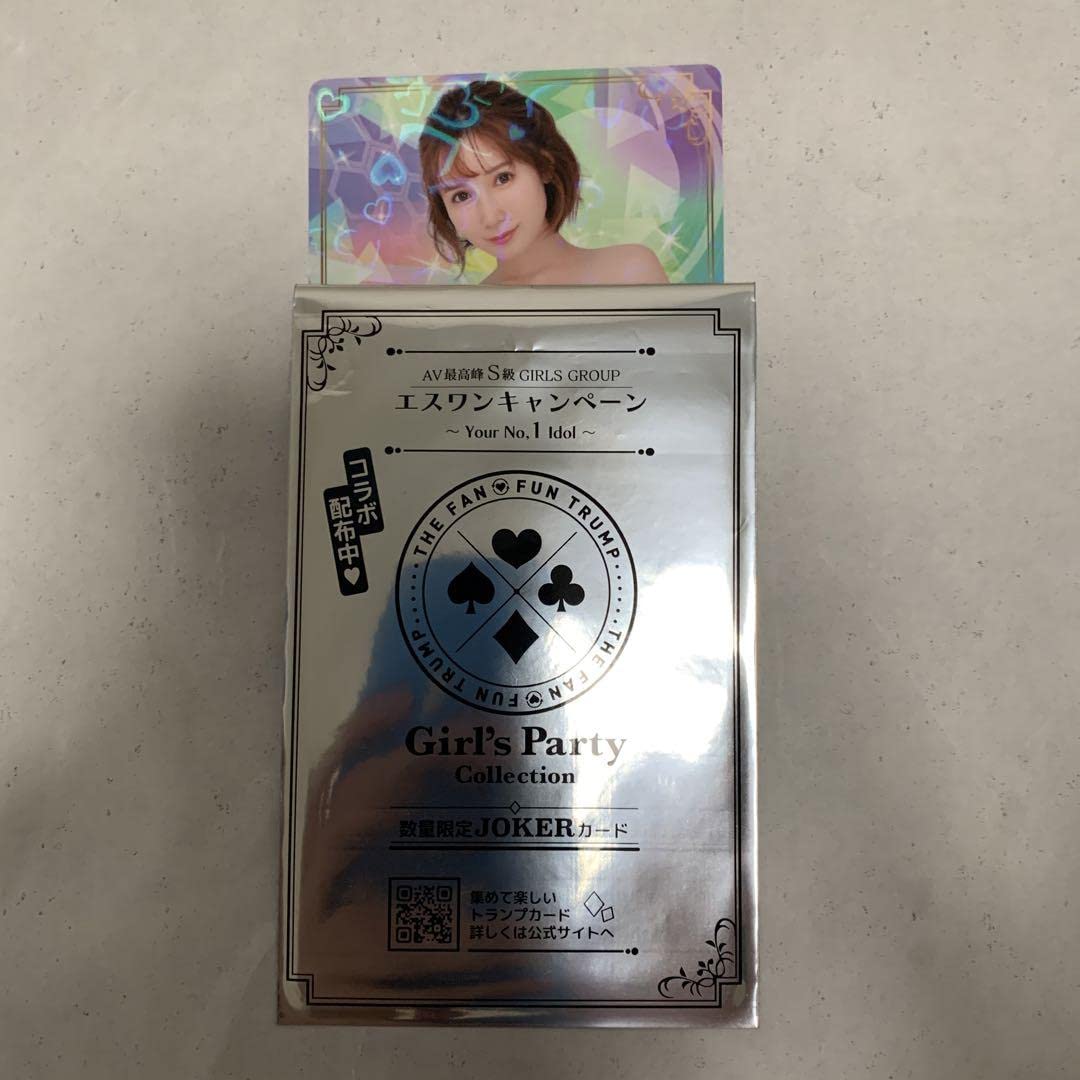 AV最高峰 S級 GIRLS GROUP
エスワンキャンペーン
~ Your No,1 Idol ~
コラボ
配布中♥
THE FAN FUN TRUMP
THE FAN FUN TRUMP
Girl's Party
Collection
数量限定JOKERカード
集めて楽しい
トランプカード
詳しくは公式サイトへ